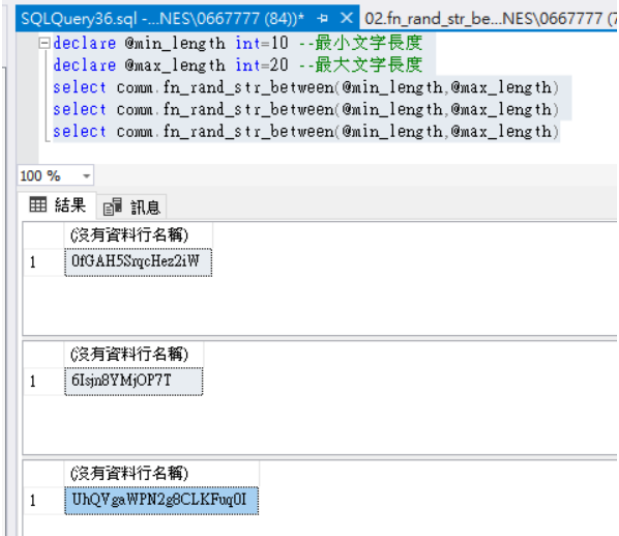 SQLQuery36.sql -...NES\0667777 (84))* 02.fn_rand_str_be...NES\0667777 (7
declare @min_length int=10 --最小文字長度
declare @max_length int=20 --最大文字長度
select comm.fn_rand_str_between(@min_length,@max_length)
select comm.fn_rand_str_between(@min_length,@max_length)
select comm.fn_rand_str_between(@min_length,@max_length)
100 %
結果 訊息
(沒有資料行名稱)
1 0fGAH5SrqcHez2iW
(沒有資料行名稱)
1 6Isjn8YMjOP7T
(沒有資料行名稱)
1 UhQVgaWPN2g8CLKFuq0I